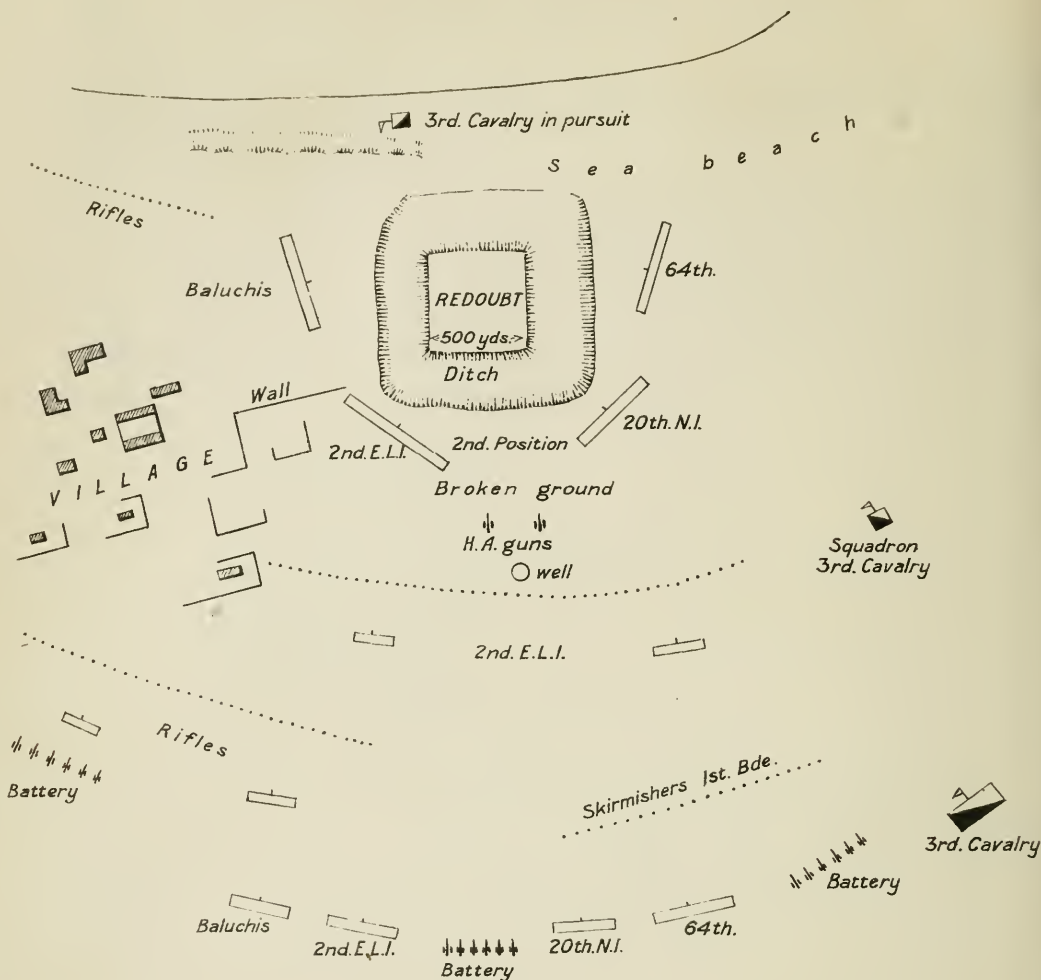 3rd. Cavalry in pursuit
Sea beach
Rifles
Baluchis
64th.
REDOUBT
500 yds.
Ditch
Wall
2nd. E.L.I.
2nd. Position
20th. N.I.
VILLAGE
Broken ground
H.A. guns
well
Squadron
3rd. Cavalry
2nd. E.L.I.
Rifles
Battery
Skirmishers 1st. Bde.
3rd. Cavalry
Battery
Baluchis
2nd. E.L.I.
Battery
20th. N.I.
64th.